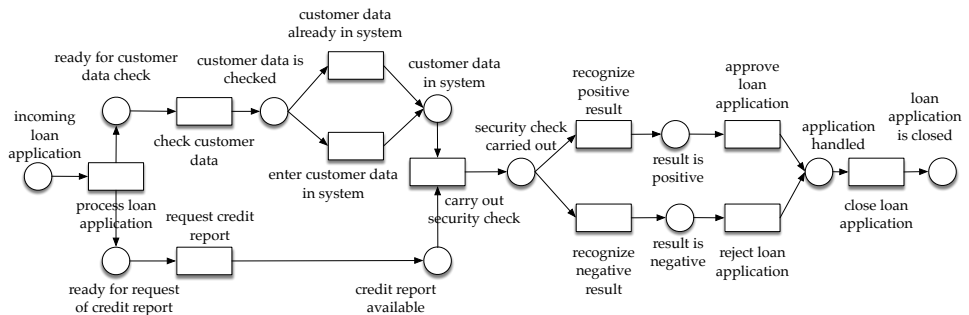 customer data
already in system
ready for customer
data check
customer data is
checked
customer data
in system
incoming
loan
application
check customer
data
enter customer data
in system
process loan
application
request credit
report
carry out
security check
ready for request
of credit report
credit report
available
security check
carried out
recognize
positive
result
approve
loan
application
loan
application
is closed
application
handled
result is
positive
close loan
application
recognize
negative
result
result is
negative
reject loan
application